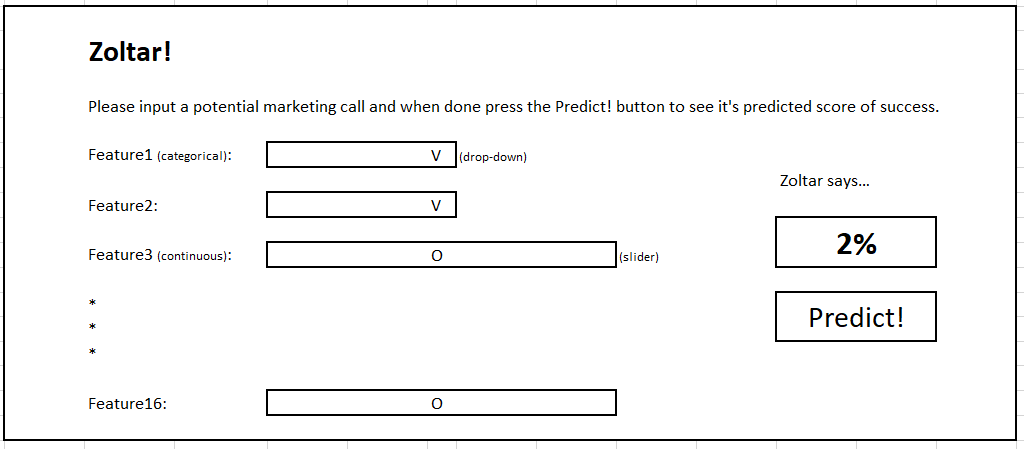 Zoltar!
Please input a potential marketing call and when done press the Predict! button to see it's predicted score of success.
Feature1 (categorical): V (drop-down)
Zoltar says...
Feature2: V
2%
Feature3 (continuous): O (slider)
*
Predict!
*
*
Feature16: O